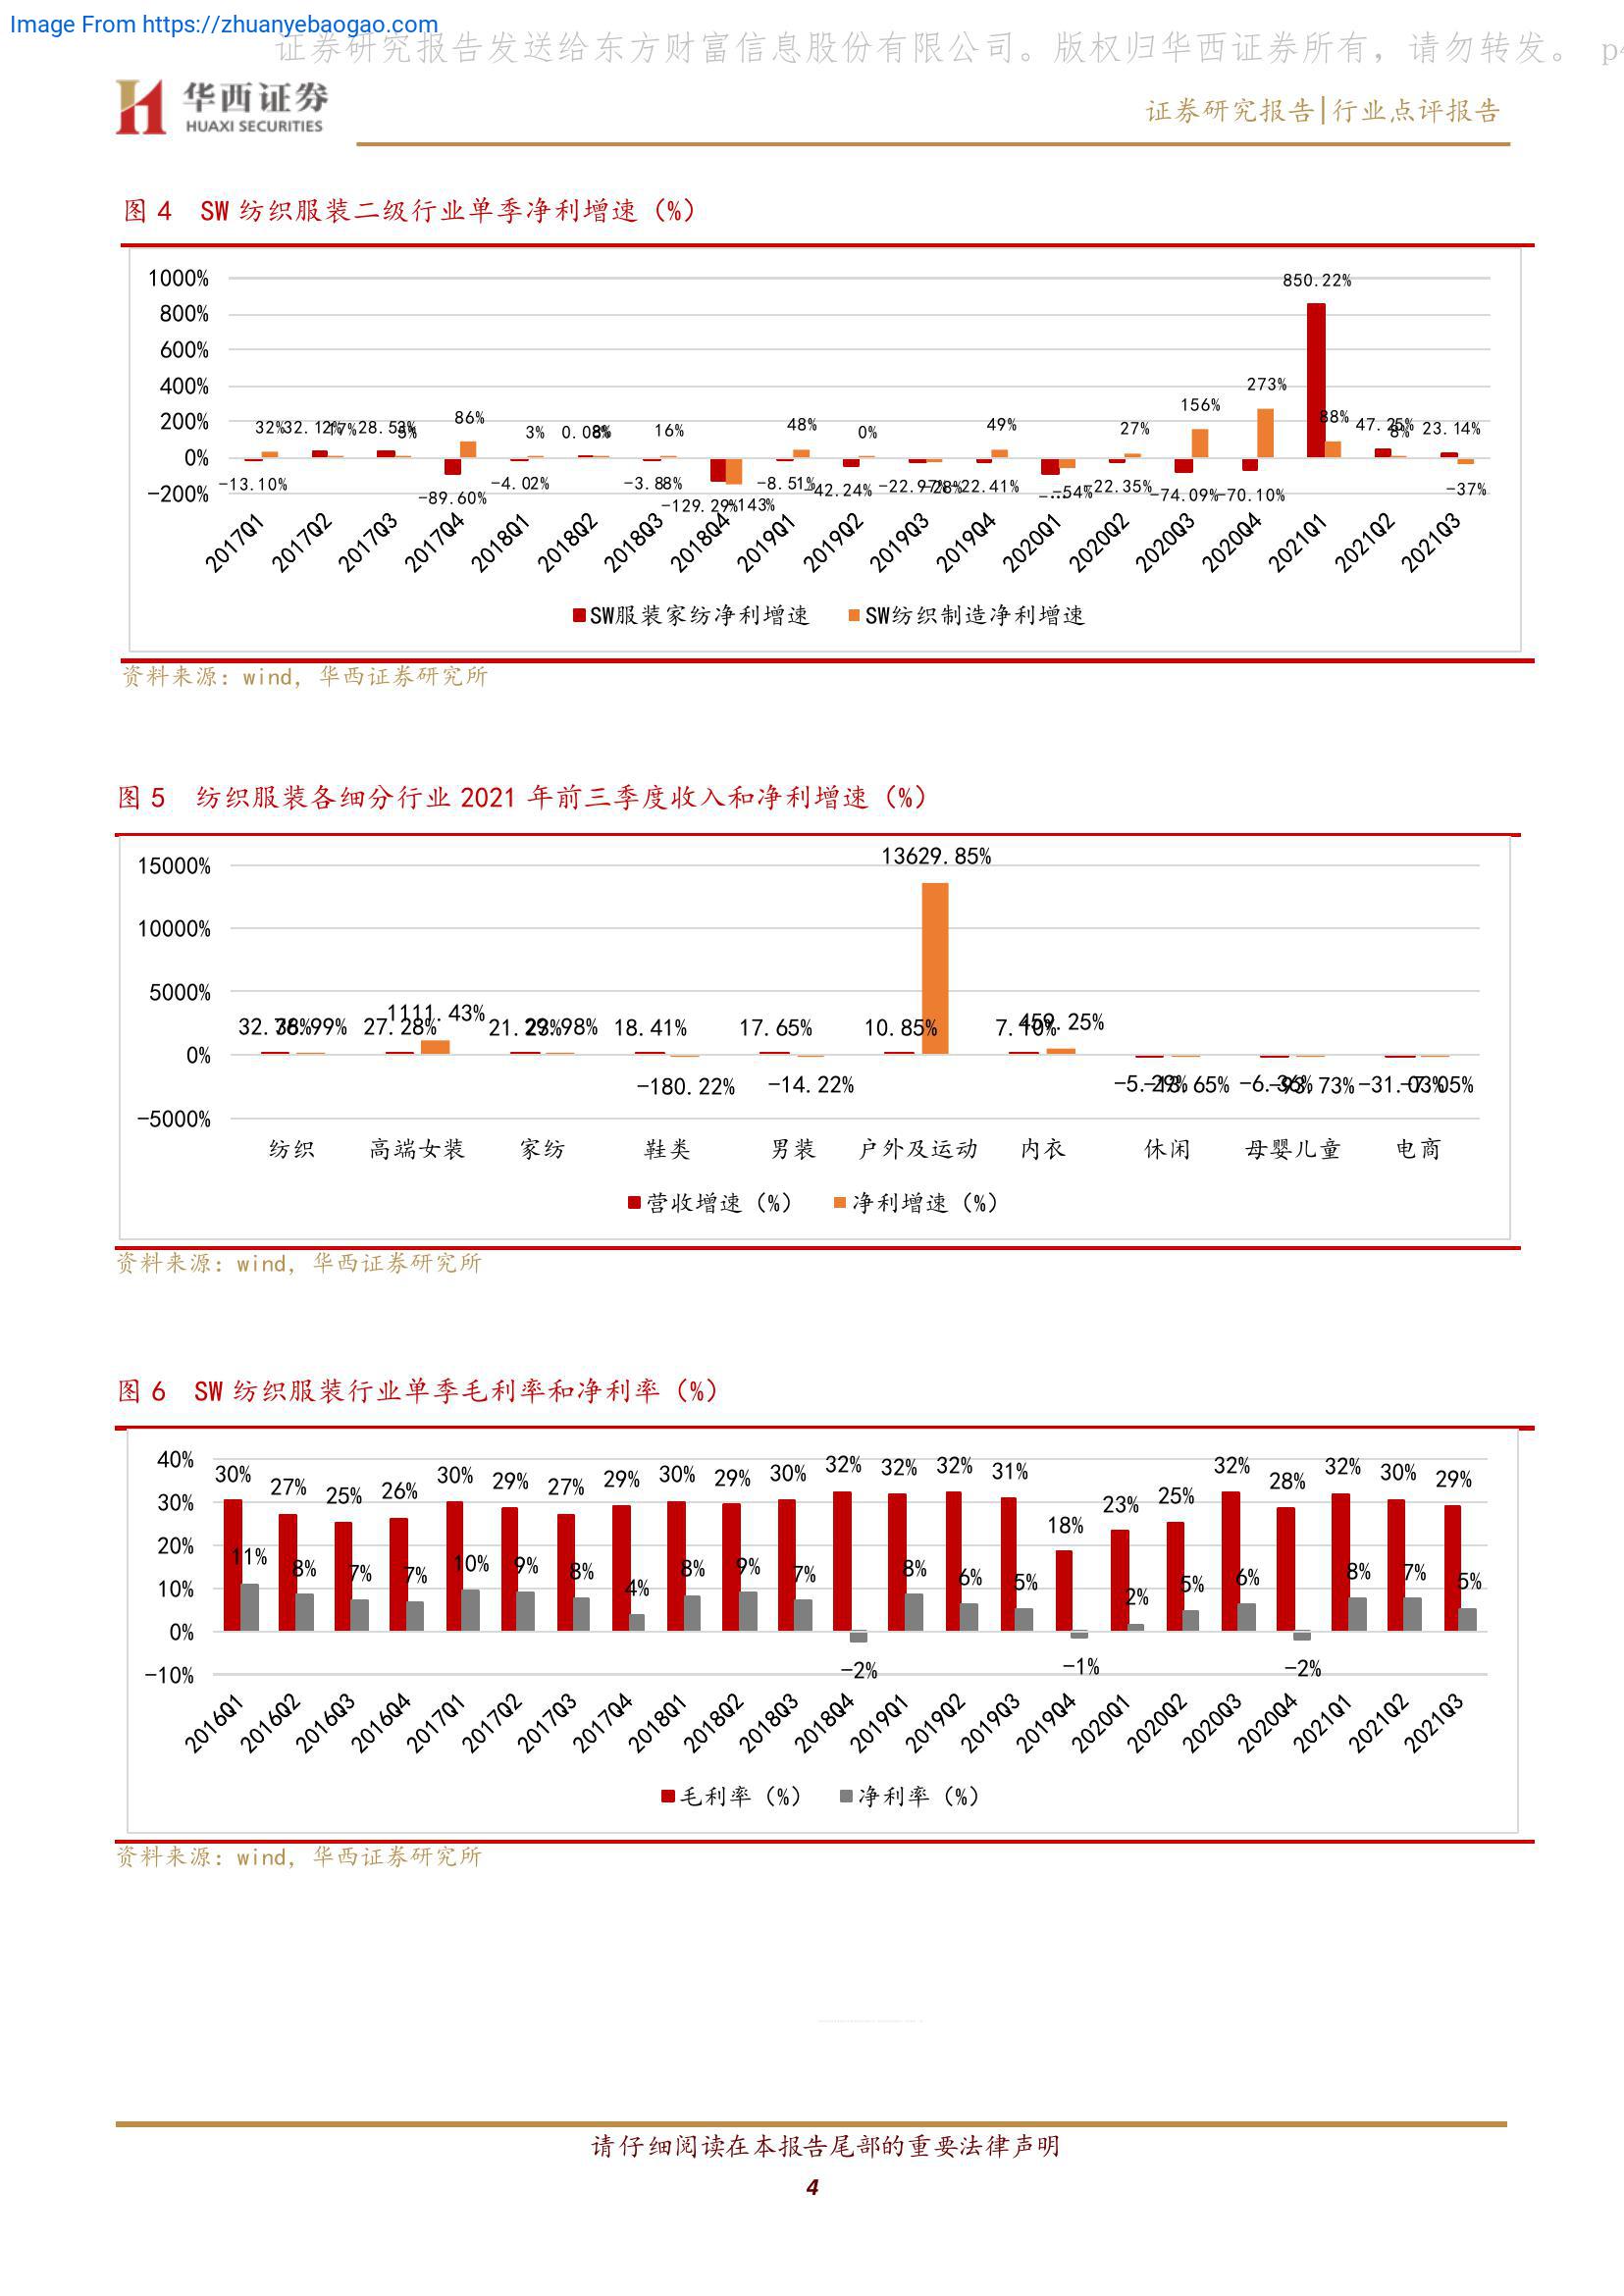 Image From https://zhuanyebaogao.com
证券研究报告发送给东方财富信息股份有限公司。版权归华西证券所有，请勿转发。 p4
华西证券
HUAXI SECURITIES
证券研究报告|行业点评报告
图 4 SW 纺织服装二级行业单季净利增速（%）
1000%
850.22%
800%
600%
400%
273%
200%
32% 32.12% 17% 28.53% 5% 86% 3% 0.08% 8% 16% 48% 0% 49% 27% 156% 88% 47.25% 8% 23.14%
0%
-200%
-13.10% -89.60% -4.02% -3.88% -129.29% -143% -8.51% -42.24% -22.97% -28% -22.41% -54% -22.35% -74.09% -70.10% -37%
2017Q1 2017Q2 2017Q3 2017Q4 2018Q1 2018Q2 2018Q3 2018Q4 2019Q1 2019Q2 2019Q3 2019Q4 2020Q1 2020Q2 2020Q3 2020Q4 2021Q1 2021Q2 2021Q3
SW服装家纺净利增速 SW纺织制造净利增速
资料来源：wind，华西证券研究所
图 5 纺织服装各细分行业 2021 年前三季度收入和净利增速（%）
13629.85%
15000%
10000%
5000%
32.78% 27.28% 1111.43% 21.23% 29.98% 18.41% 17.65% 10.85% 7.10% 459.25%
0%
-180.22% -14.22% -5.29% -13.65% -6.36% -93.73% -31.03% -7.05%
-5000%
纺织 高端女装 家纺 鞋类 男装 户外及运动 内衣 休闲 母婴儿童 电商
营收增速（%） 净利增速（%）
资料来源：wind，华西证券研究所
图 6 SW 纺织服装行业单季毛利率和净利率（%）
40%
30% 27% 25% 26% 30% 29% 27% 29% 30% 29% 30% 32% 32% 32% 31% 18% 23% 25% 32% 28% 32% 30% 29%
30%
20%
11% 8% 7% 7% 10% 9% 8% 4% 8% 9% 7% 8% 6% 5% 2% 5% 6% 8% 7% 5%
10%
0%
-2% -1% -2%
-10%
2016Q1 2016Q2 2016Q3 2016Q4 2017Q1 2017Q2 2017Q3 2017Q4 2018Q1 2018Q2 2018Q3 2018Q4 2019Q1 2019Q2 2019Q3 2019Q4 2020Q1 2020Q2 2020Q3 2020Q4 2021Q1 2021Q2 2021Q3
毛利率（%） 净利率（%）
资料来源：wind，华西证券研究所
请仔细阅读在本报告尾部的重要法律声明
4